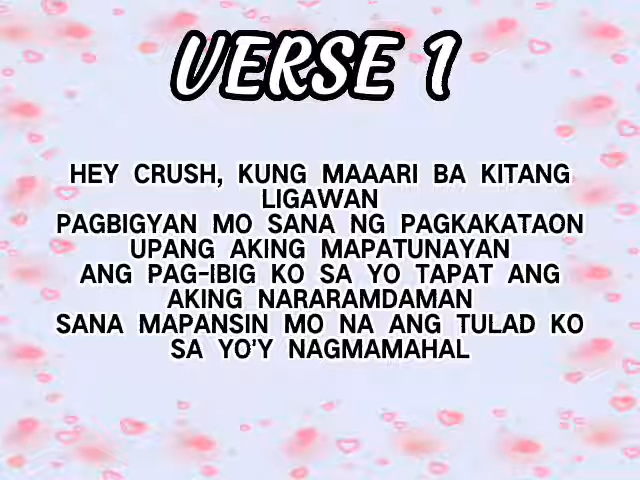 VERSE 1
HEY CRUSH, KUNG MAAARI BA KITANG
LIGAWAN
PAGBIGYAN MO SANA NG PAGKAKATAON
UPANG AKING MAPATUNAYAN
ANG PAG-IBIG KO SA YO TAPAT ANG
AKING NARARAMDAMAN
SANA MAPANSIN MO NA ANG TULAD KO
SA YO'Y NAGMAMAHAL